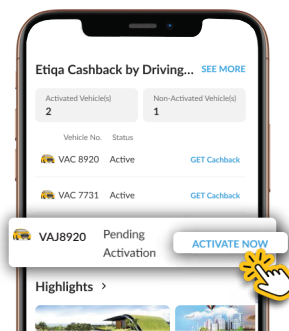 Etiqa Cashback by Driving... SEE MORE
Activated Vehicle(s) Non-Activated Vehicle(s)
2 1
Vehicle No. Status
VAC 8920 Active GET Cashback
VAC 7731 Active GET Cashback
VAJ8920 Pending Activation ACTIVATE NOW
Highlights >